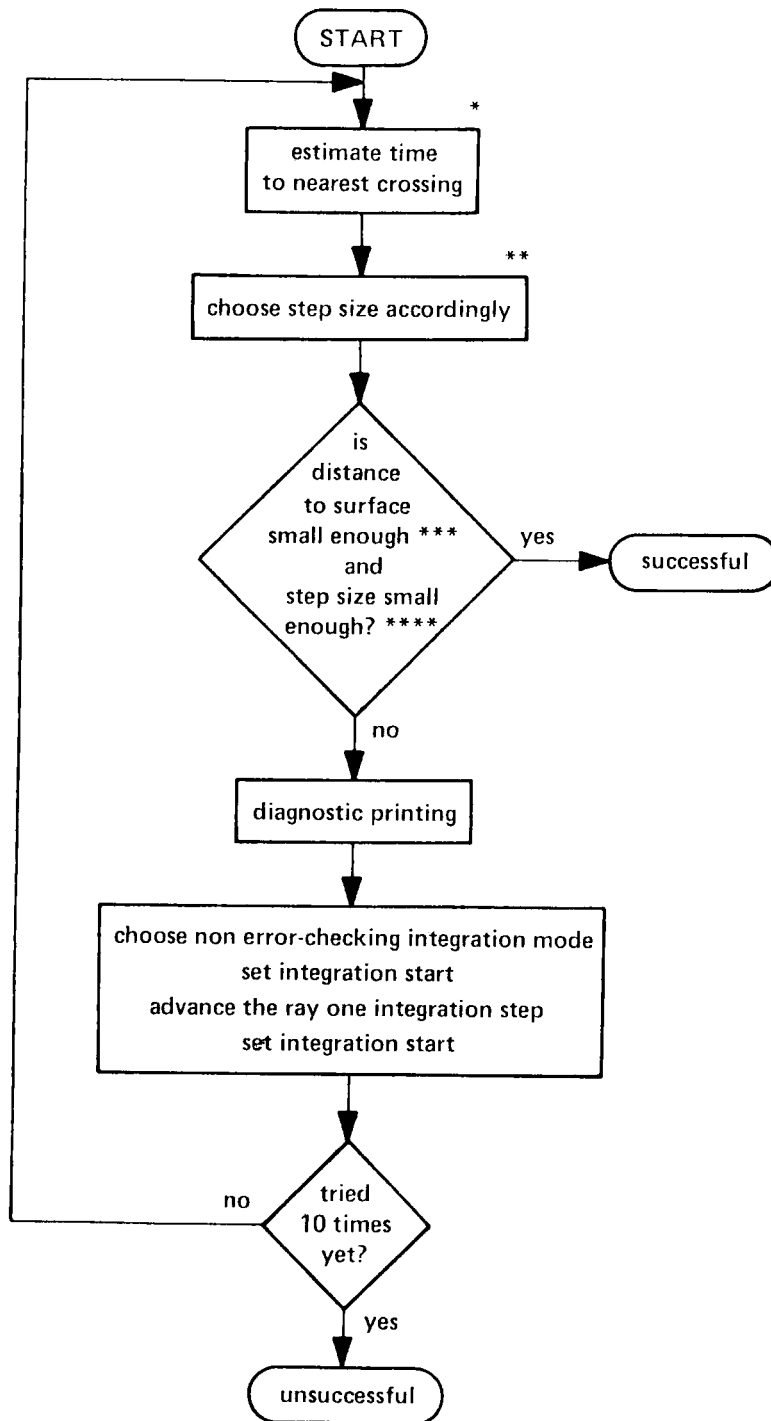 START
*
estimate time
to nearest crossing
**
choose step size accordingly
is
distance
to surface
small enough ***
and
step size small
enough? ****
yes
successful
no
diagnostic printing
choose non error-checking integration mode
set integration start
advance the ray one integration step
set integration start
no
tried
10 times
yet?
yes
unsuccessful